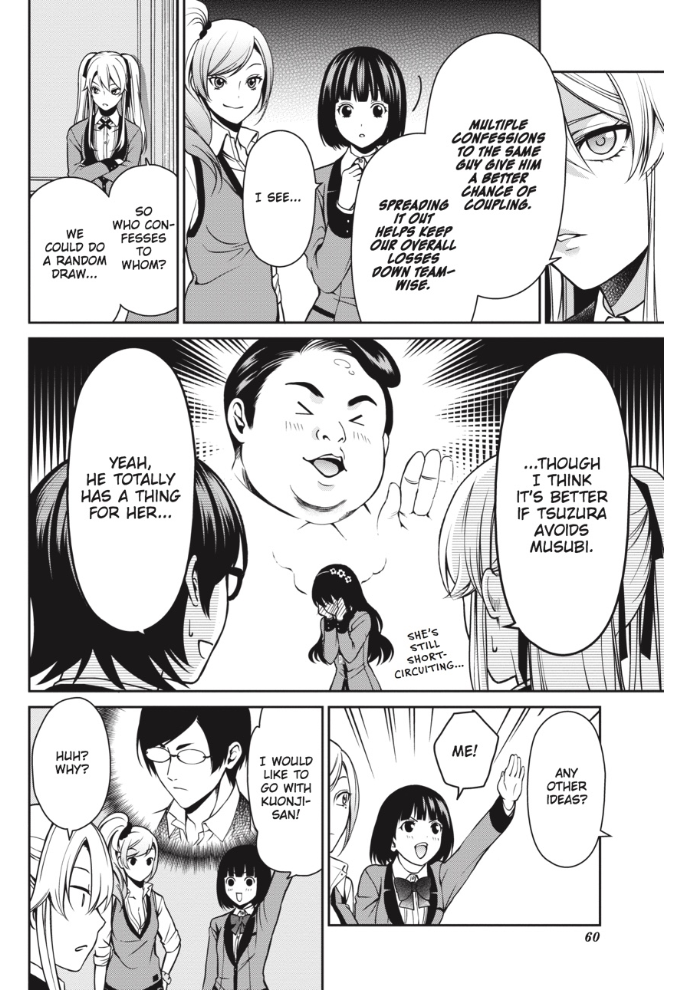 MULTIPLE
CONFESSIONS
TO THE SAME
GUY GIVE HIM
A BETTER
CHANCE OF
COUPLING.
SPREADING
IT OUT
HELPS KEEP
OUR OVERALL
LOSSES
DOWN TEAM-
WISE.
I SEE...
SO
WHO CON-
FESSES
TO
WHOM?
WE
COULD DO
A RANDOM
DRAW...
...THOUGH
I THINK
IT'S BETTER
IF TSUZURA
AVOIDS
MUSUBI.
YEAH,
HE TOTALLY
HAS A THING
FOR HER...
SHE'S
STILL
SHORT-
CIRCUITING...
ANY
OTHER
IDEAS?
ME!
I WOULD
LIKE TO
GO WITH
KUONJI-
SAN!
HUH?
WHY?
60